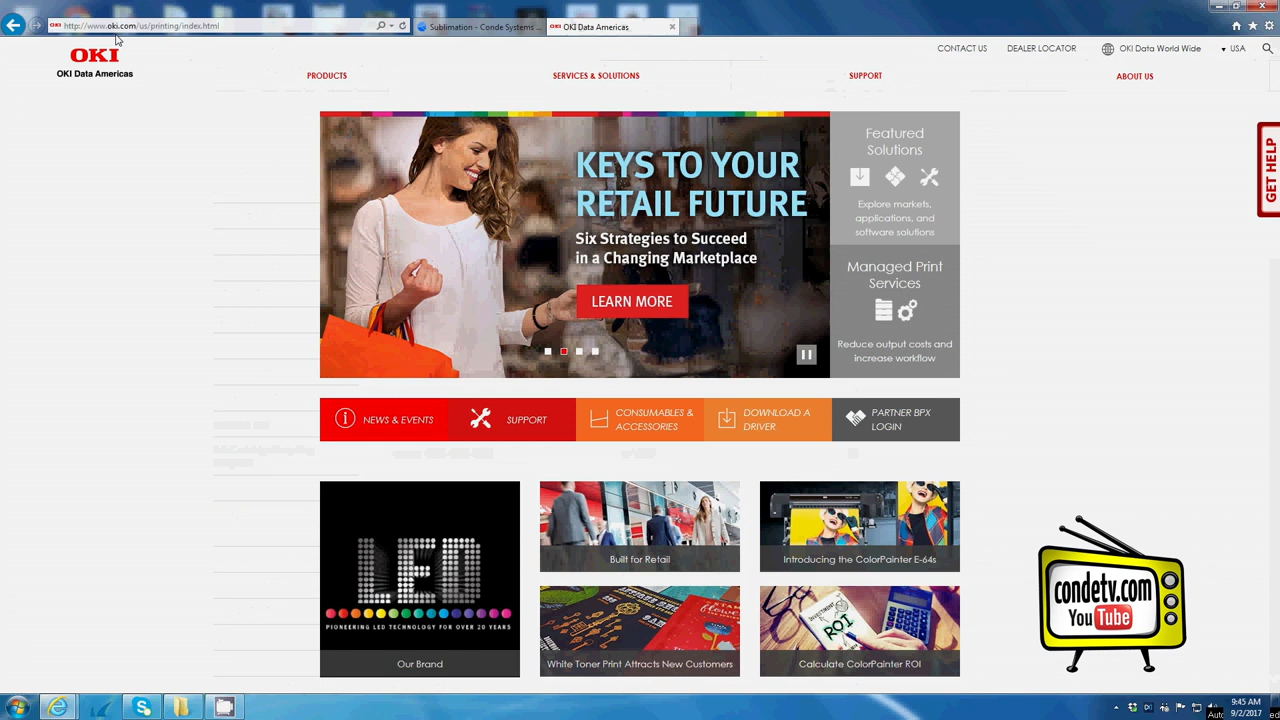 http://www.oki.com/us/printing/index.html
Sublimation - Conde Systems ...
OKI Data Americas
OKI
OKI Data Americas
CONTACT US
DEALER LOCATOR
OKI Data World Wide
USA
PRODUCTS
SERVICES & SOLUTIONS
SUPPORT
ABOUT US
KEYS TO YOUR
RETAIL FUTURE
Six Strategies to Succeed
in a Changing Marketplace
LEARN MORE
Featured
Solutions
Explore markets,
applications, and
software solutions
Managed Print
Services
Reduce output costs and
increase workflow
GET HELP
NEWS & EVENTS
SUPPORT
CONSUMABLES &
ACCESSORIES
DOWNLOAD A
DRIVER
PARTNER BPX
LOGIN
LED
PIONEERING LED TECHNOLOGY FOR OVER 20 YEARS
Our Brand
Built for Retail
Introducing the ColorPainter E-64s
White Toner Print Attracts New Customers
INVESTMENT
ROI
Calculate ColorPainter ROI
condetv.com
YouTube
9:45 AM
9/2/2017